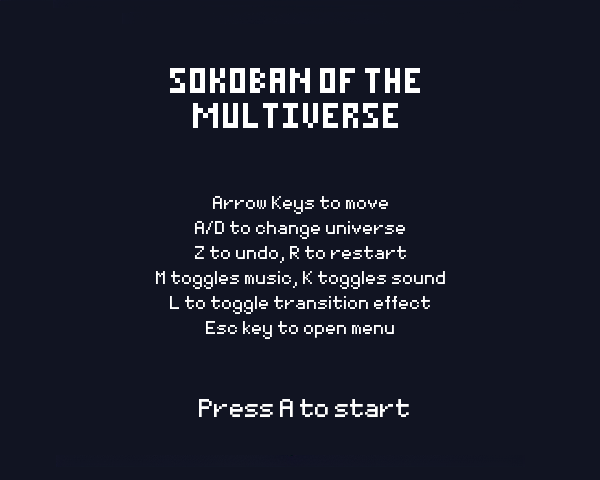 SOKOBAN OF THE
MULTIVERSE
Arrow Keys to move
A/D to change universe
Z to undo, R to restart
M toggles music, K toggles sound
L to toggle transition effect
Esc key to open menu
Press A to start